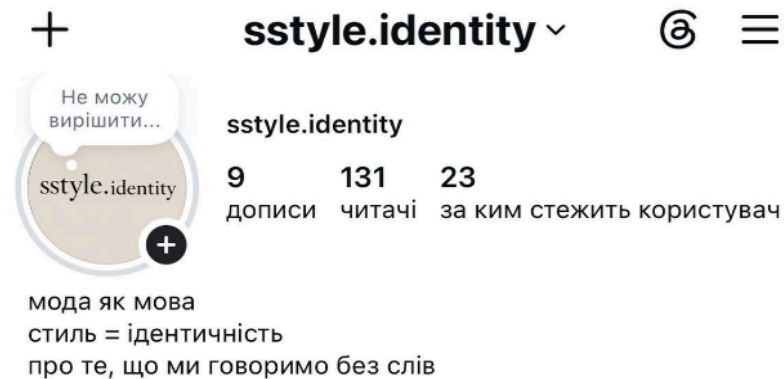 sstyle.identity
Не можу
вирішити...
sstyle.identity
sstyle.identity
9 131 23
дописи читачі за ким стежить користувач
мода як мова
стиль = ідентичність
про те, що ми говоримо без слів